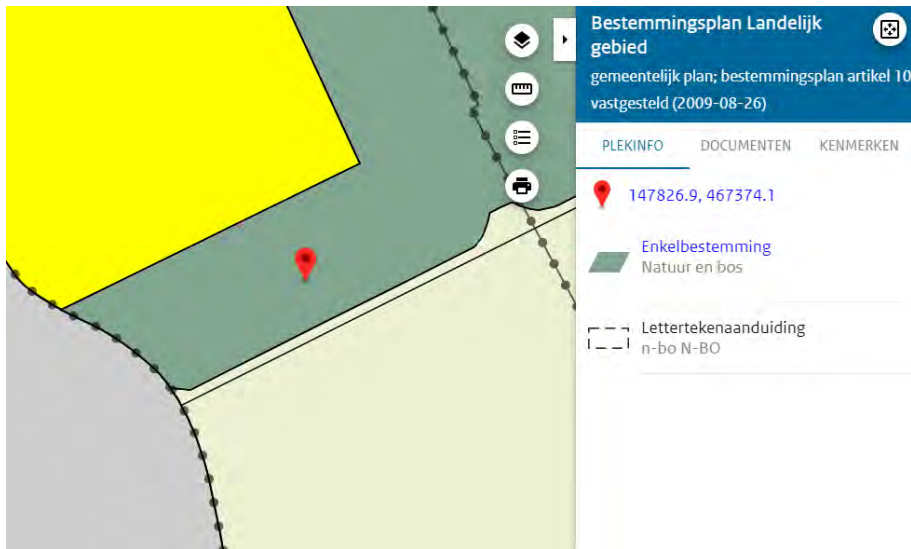 Bestemmingsplan Landelijk
gebied
gemeentelijk plan; bestemmingsplan artikel 10
vastgesteld (2009-08-26)
PLEKINFO DOCUMENTEN KENMERKEN
147826.9, 467374.1
Enkelbestemming
Natuur en bos
Lettertekenaanduiding
n-bo N-BO